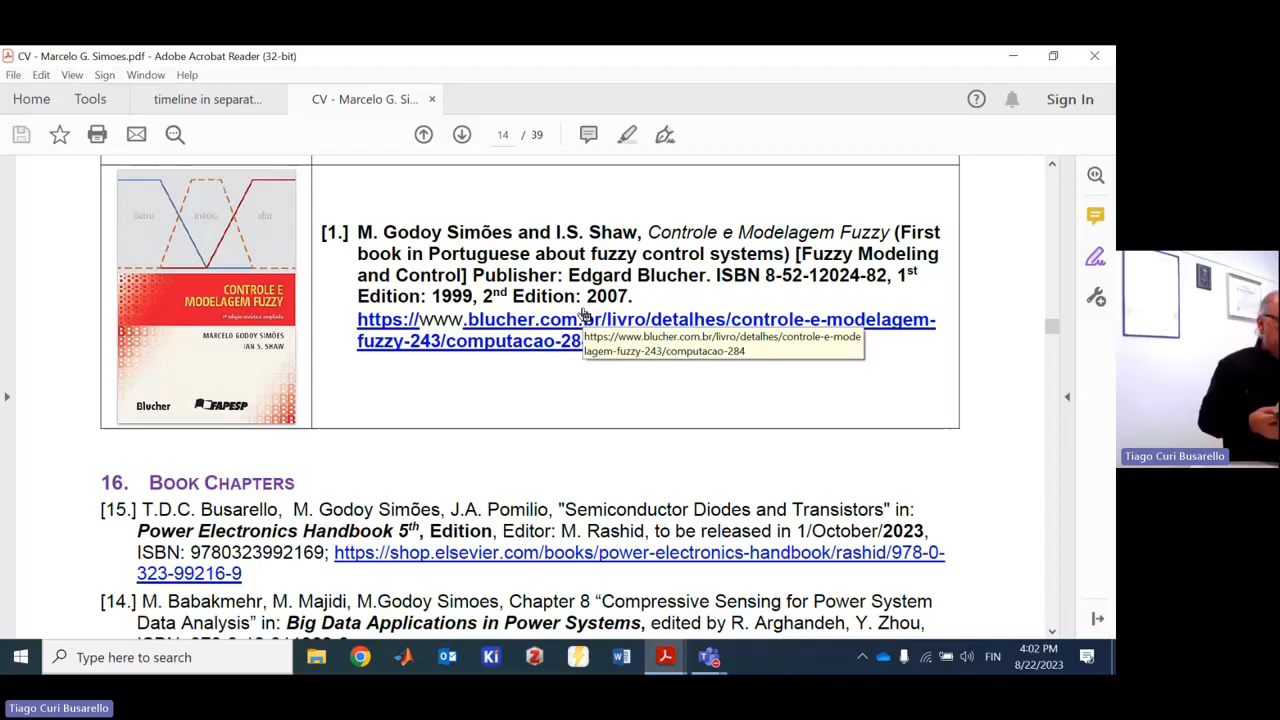 CV - Marcelo G. Simoes.pdf - Adobe Acrobat Reader (32-bit)
File Edit View Sign Window Help
Home Tools timeline in separat... CV - Marcelo G. Si... ×
14 / 39
Sign In
baixo médio alto
CONTROLE E
MODELAGEM FUZZY
2ª edição revista e ampliada
MARCELO GODOY SIMÕES
IAN S. SHAW
Blucher FAPESP
[1.] M. Godoy Simões and I.S. Shaw, Controle e Modelagem Fuzzy (First
book in Portuguese about fuzzy control systems) [Fuzzy Modeling
and Control] Publisher: Edgard Blucher. ISBN 8-52-12024-82, 1st
Edition: 1999, 2nd Edition: 2007.
https://www.blucher.com.br/livro/detalhes/controle-e-modelagem-
fuzzy-243/computacao-28
https://www.blucher.com.br/livro/detalhes/controle-e-mode
lagem-fuzzy-243/computacao-284
16. BOOK CHAPTERS
[15.] T.D.C. Busarello, M. Godoy Simões, J.A. Pomilio, "Semiconductor Diodes and Transistors" in:
Power Electronics Handbook 5th, Edition, Editor: M. Rashid, to be released in 1/October/2023,
ISBN: 9780323992169; https://shop.elsevier.com/books/power-electronics-handbook/rashid/978-0-
323-99216-9
[14.] M. Babakmehr, M. Majidi, M.Godoy Simoes, Chapter 8 “Compressive Sensing for Power System
Data Analysis” in: Big Data Applications in Power Systems, edited by R. Arghandeh, Y. Zhou,
Tiago Curi Busarello
Type here to search
FIN
4:02 PM
8/22/2023
Tiago Curi Busarello